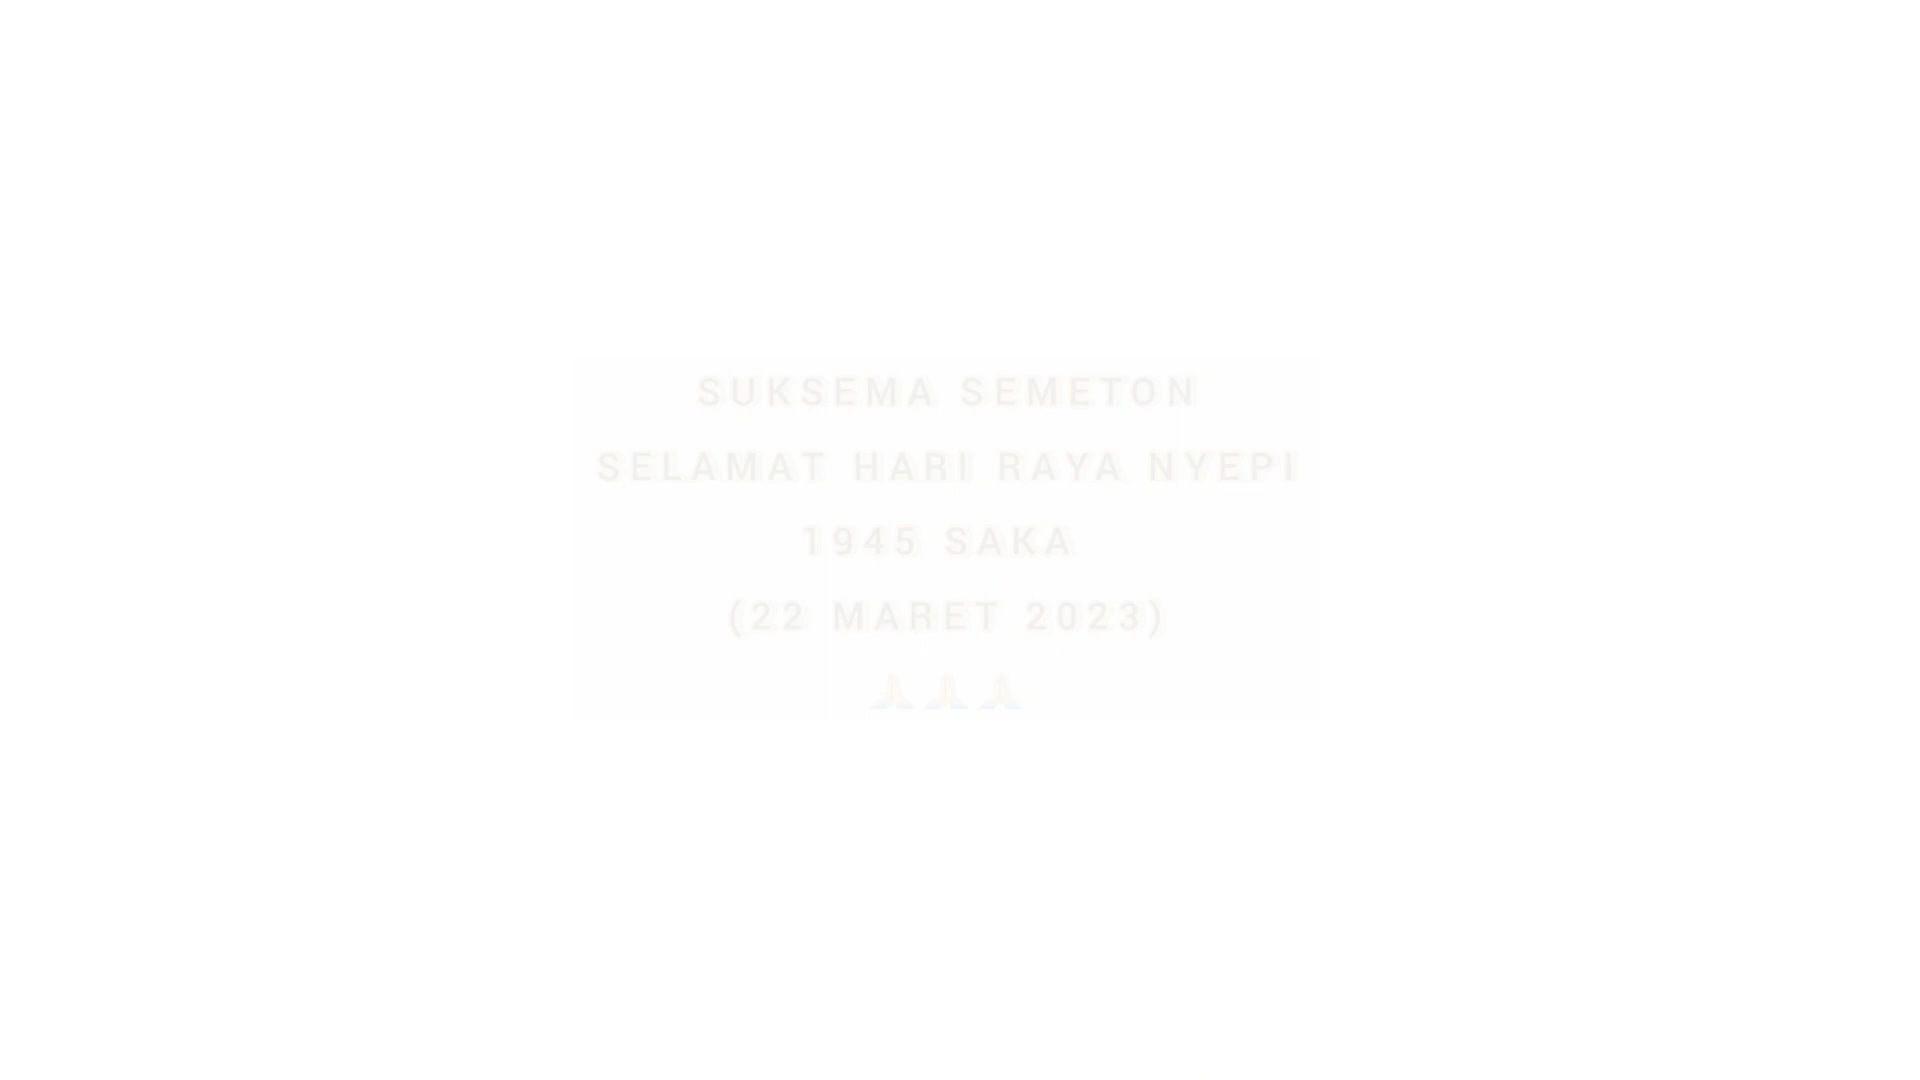 SUKSEMA SEMETON
SELAMAT HARI RAYA NYEPI
1945 SAKA
(22 MARET 2023)
🙏🙏🙏